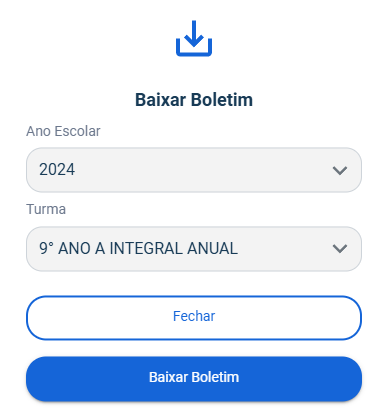 Baixar Boletim
Ano Escolar
2024
Turma
9° ANO A INTEGRAL ANUAL
Fechar
Baixar Boletim